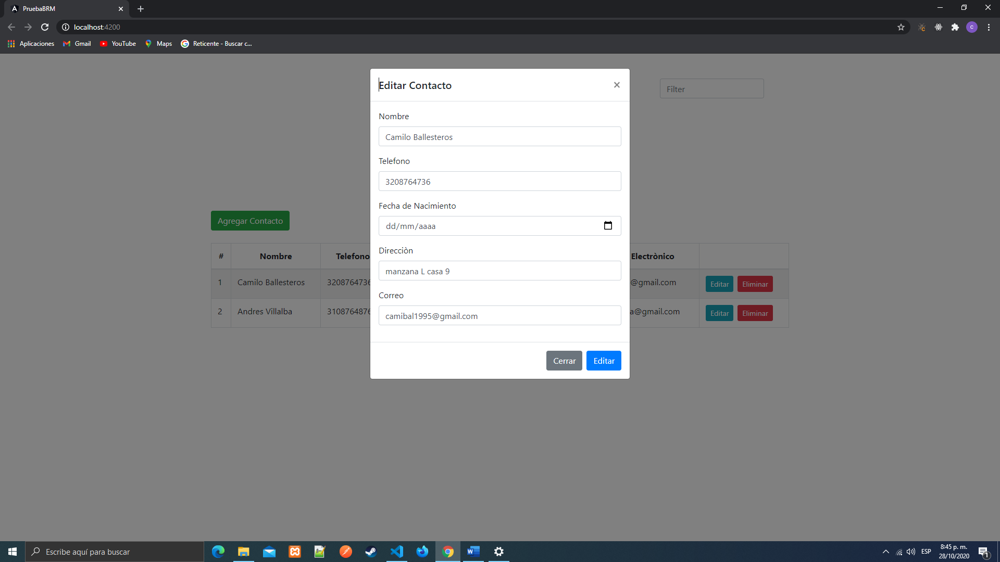 PruebaBRM
localhost:4200
Aplicaciones Gmail YouTube Maps Reticente - Buscar c...
Editar Contacto ×
Filter
Nombre
Camilo Ballesteros
Telefono
3208764736
Fecha de Nacimiento
dd/mm/aaaa
Direcciòn
manzana L casa 9
Correo
camibal1995@gmail.com
Cerrar Editar
Agregar Contacto
# Nombre Telefono Electrònico
1 Camilo Ballesteros 3208764736 @gmail.com Editar Eliminar
2 Andres Villalba 310876487 a@gmail.com Editar Eliminar
Escribe aquí para buscar
ESP
8:45 p. m.
28/10/2020
1